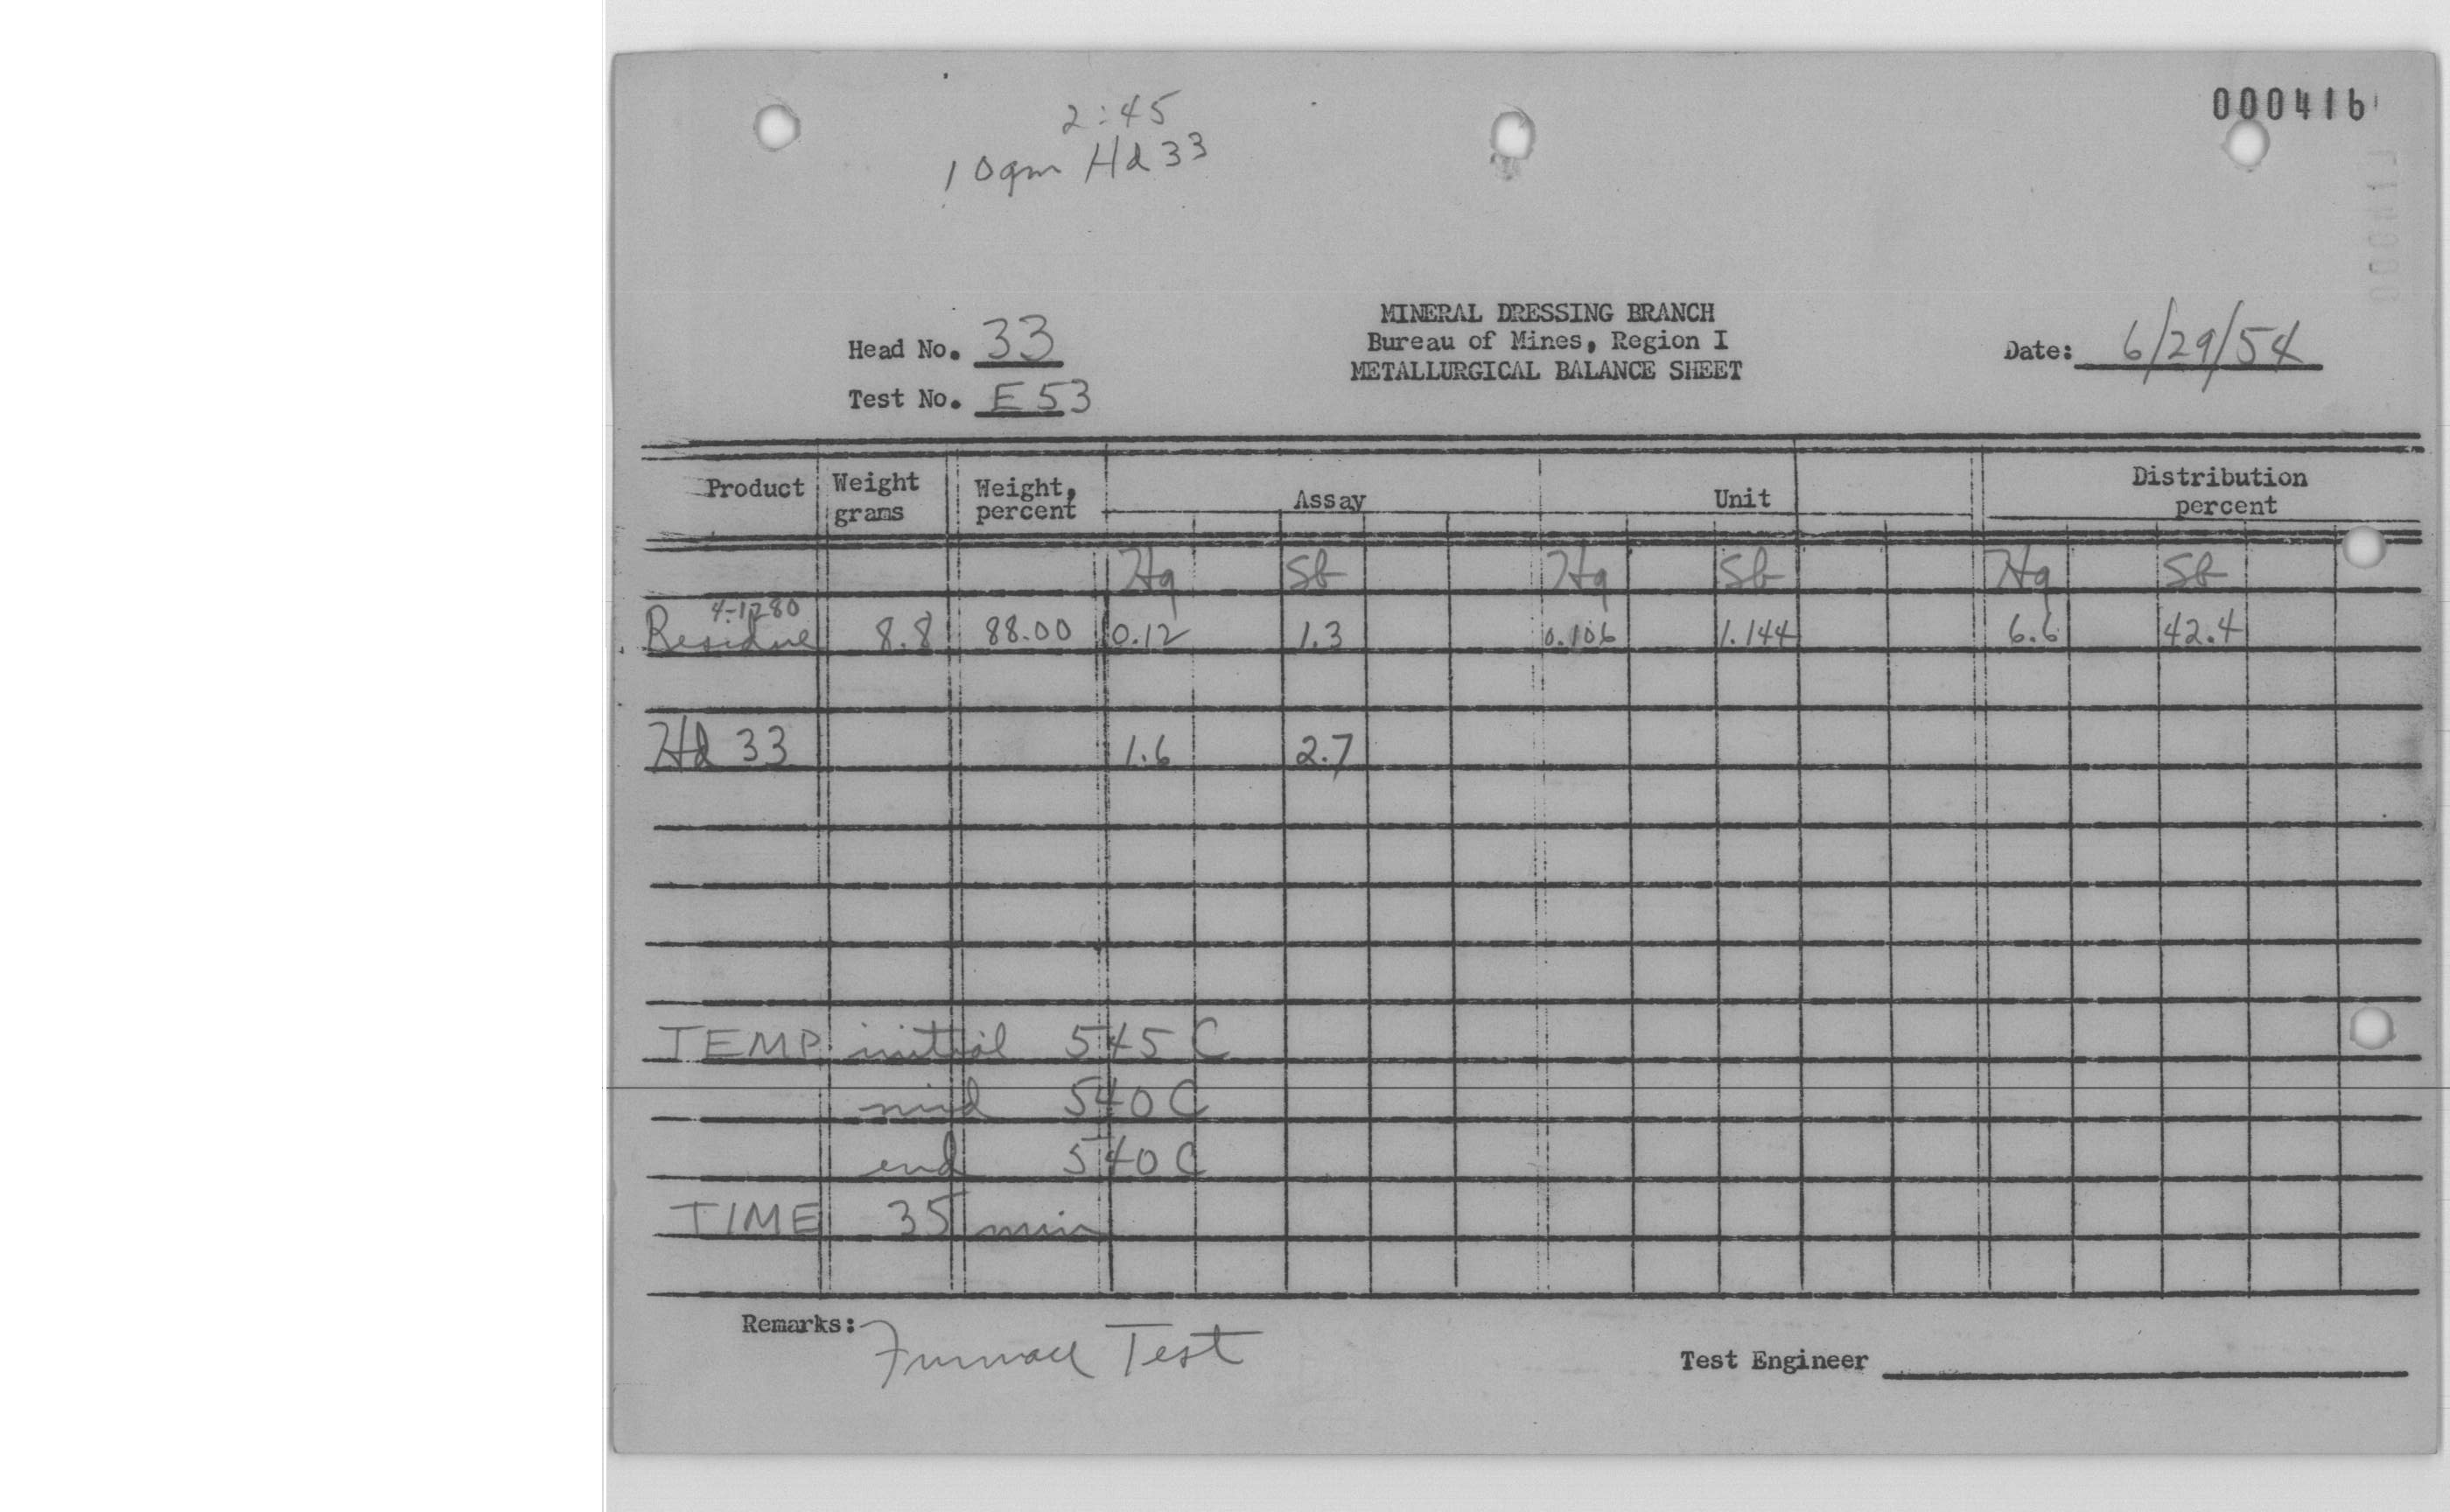 000416
2:45
10gm Hd 33
MINERAL DRESSING BRANCH
Bureau of Mines, Region I
METALLURGICAL BALANCE SHEET
Head No. 33
Test No. E53
Date: 6/29/54
Product Weight grams Weight, percent Assay Unit Distribution percent
Hg Sb Hg Sb Hg Sb
4-1280
Residue 8.8 88.00 0.12 1.3 0.106 1.144 6.6 42.4
Hd 33 1.6 2.7
TEMP initial 545 C
mid 540 C
end 540 C
TIME 35 min
Remarks: Furnace Test
Test Engineer